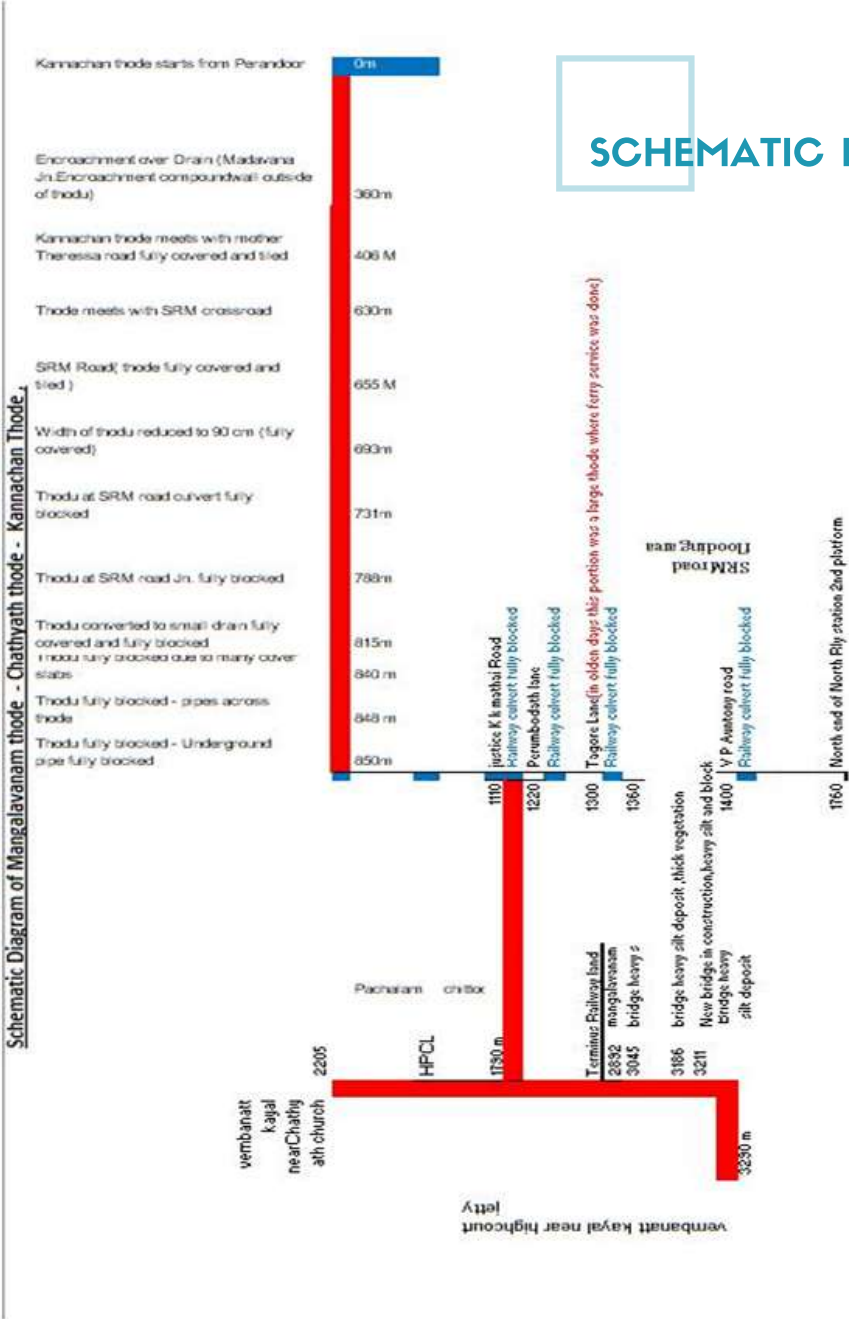 SCHEMATIC
Schematic Diagram of Mangalavanam thode - Chathyath thode - Kannachan Thode.
Kannachan thode starts from Perandoor
0m
Encroachment over Drain (Madavana
Jn.Encroachment compoundwall outside
of thodu)
360m
Kannachan thode meets with mother
Theressa road fully covered and tiled
406 M
Thode meets with SRM crossroad
630m
SRM Road( thode fully covered and
tiled )
655 M
Width of thodu reduced to 90 cm (fully
covered)
693m
Thodu at SRM road culvert fully
blocked
731m
Thodu at SRM road Jn. fully blocked
788m
Thodu converted to small drain fully
covered and fully blocked
815m
Thodu fully blocked due to many cover
slabs
840 m
Thodu fully blocked - pipes across
thode
848 m
Thodu fully blocked - Underground
pipe fully blocked
850m
1110 justice K k mathai Road
Railway culvert fully blocked
1220 Perumbodath lane
Railway culvert fully blocked
1300 Tagore Lane(in olden days this portion was a large thode where ferry service was done)
Railway culvert fully blocked
1360
SRM road
flooding area
1400 V P Auntony road
Railway culvert fully blocked
1760 North end of North Rly station 2nd platform
Pachalam chittoor
HPCL
1790 m
2205
vembanatt
kayal
nearChathy
ath church
Terminus Railway land
2832 mangalavanam
3045 bridge heavy s
3186 bridge heavy silt deposit ,thick vegetation
3211 New bridge in construction,heavy silt and block
Bridge heavy
silt deposit
3290 m
vembanatt kayal near highcourt
jetty